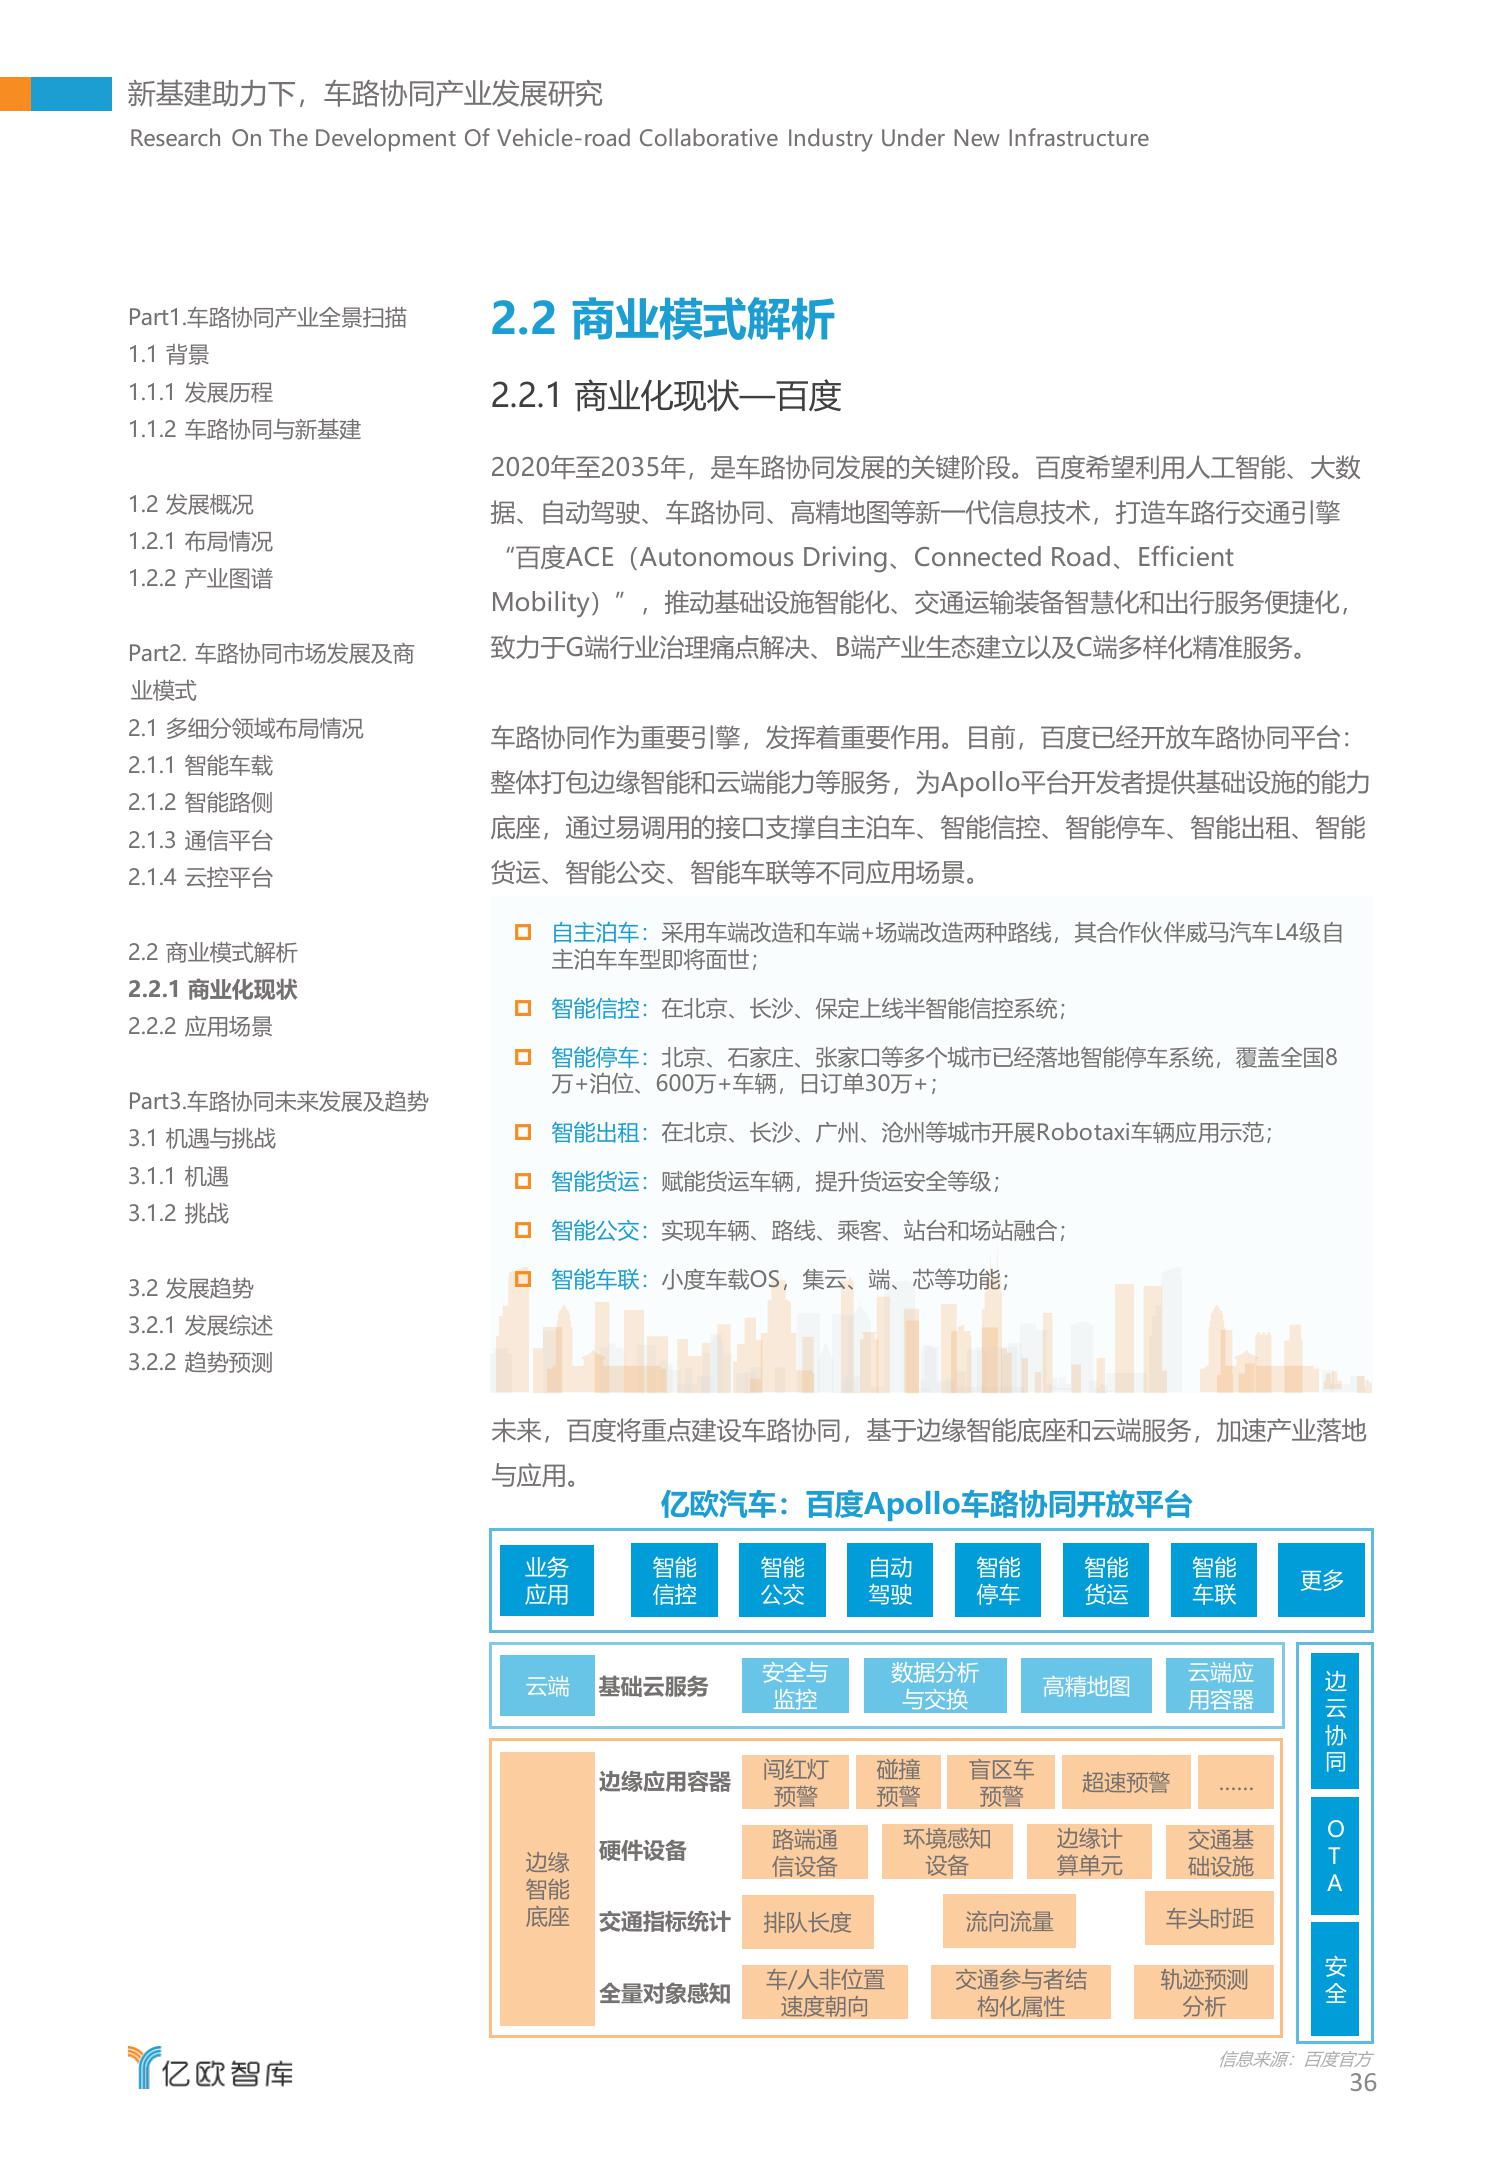 新基建助力下，车路协同产业发展研究
Research On The Development Of Vehicle-road Collaborative Industry Under New Infrastructure
Part1.车路协同产业全景扫描
1.1 背景
1.1.1 发展历程
1.1.2 车路协同与新基建
1.2 发展概况
1.2.1 布局情况
1.2.2 产业图谱
Part2. 车路协同市场发展及商
业模式
2.1 多细分领域布局情况
2.1.1 智能车载
2.1.2 智能路侧
2.1.3 通信平台
2.1.4 云控平台
2.2 商业模式解析
2.2.1 商业化现状
2.2.2 应用场景
Part3.车路协同未来发展及趋势
3.1 机遇与挑战
3.1.1 机遇
3.1.2 挑战
3.2 发展趋势
3.2.1 发展综述
3.2.2 趋势预测
2.2 商业模式解析
2.2.1 商业化现状—百度
2020年至2035年，是车路协同发展的关键阶段。百度希望利用人工智能、大数
据、自动驾驶、车路协同、高精地图等新一代信息技术，打造车路行交通引擎
“百度ACE（Autonomous Driving、Connected Road、Efficient
Mobility）”，推动基础设施智能化、交通运输装备智慧化和出行服务便捷化，
致力于G端行业治理痛点解决、B端产业生态建立以及C端多样化精准服务。
车路协同作为重要引擎，发挥着重要作用。目前，百度已经开放车路协同平台：
整体打包边缘智能和云端能力等服务，为Apollo平台开发者提供基础设施的能力
底座，通过易调用的接口支撑自主泊车、智能信控、智能停车、智能出租、智能
货运、智能公交、智能车联等不同应用场景。
自主泊车：采用车端改造和车端+场端改造两种路线，其合作伙伴威马汽车L4级自
主泊车车型即将面世；
智能信控：在北京、长沙、保定上线半智能信控系统；
智能停车：北京、石家庄、张家口等多个城市已经落地智能停车系统，覆盖全国8
万+泊位、600万+车辆，日订单30万+；
智能出租：在北京、长沙、广州、沧州等城市开展Robotaxi车辆应用示范；
智能货运：赋能货运车辆，提升货运安全等级；
智能公交：实现车辆、路线、乘客、站台和场站融合；
智能车联：小度车载OS，集云、端、芯等功能；
未来，百度将重点建设车路协同，基于边缘智能底座和云端服务，加速产业落地
与应用。
亿欧汽车：百度Apollo车路协同开放平台
业务
应用
智能
信控
智能
公交
自动
驾驶
智能
停车
智能
货运
智能
车联
更多
云端
基础云服务
安全与
监控
数据分析
与交换
高精地图
云端应
用容器
边缘
智能
底座
边缘应用容器
闯红灯
预警
碰撞
预警
盲区车
预警
超速预警
……
硬件设备
路端通
信设备
环境感知
设备
边缘计
算单元
交通基
础设施
交通指标统计
排队长度
流向流量
车头时距
全量对象感知
车/人非位置
速度朝向
交通参与者结
构化属性
轨迹预测
分析
边
云
协
同
O
T
A
安
全
信息来源：百度官方
亿欧智库
36